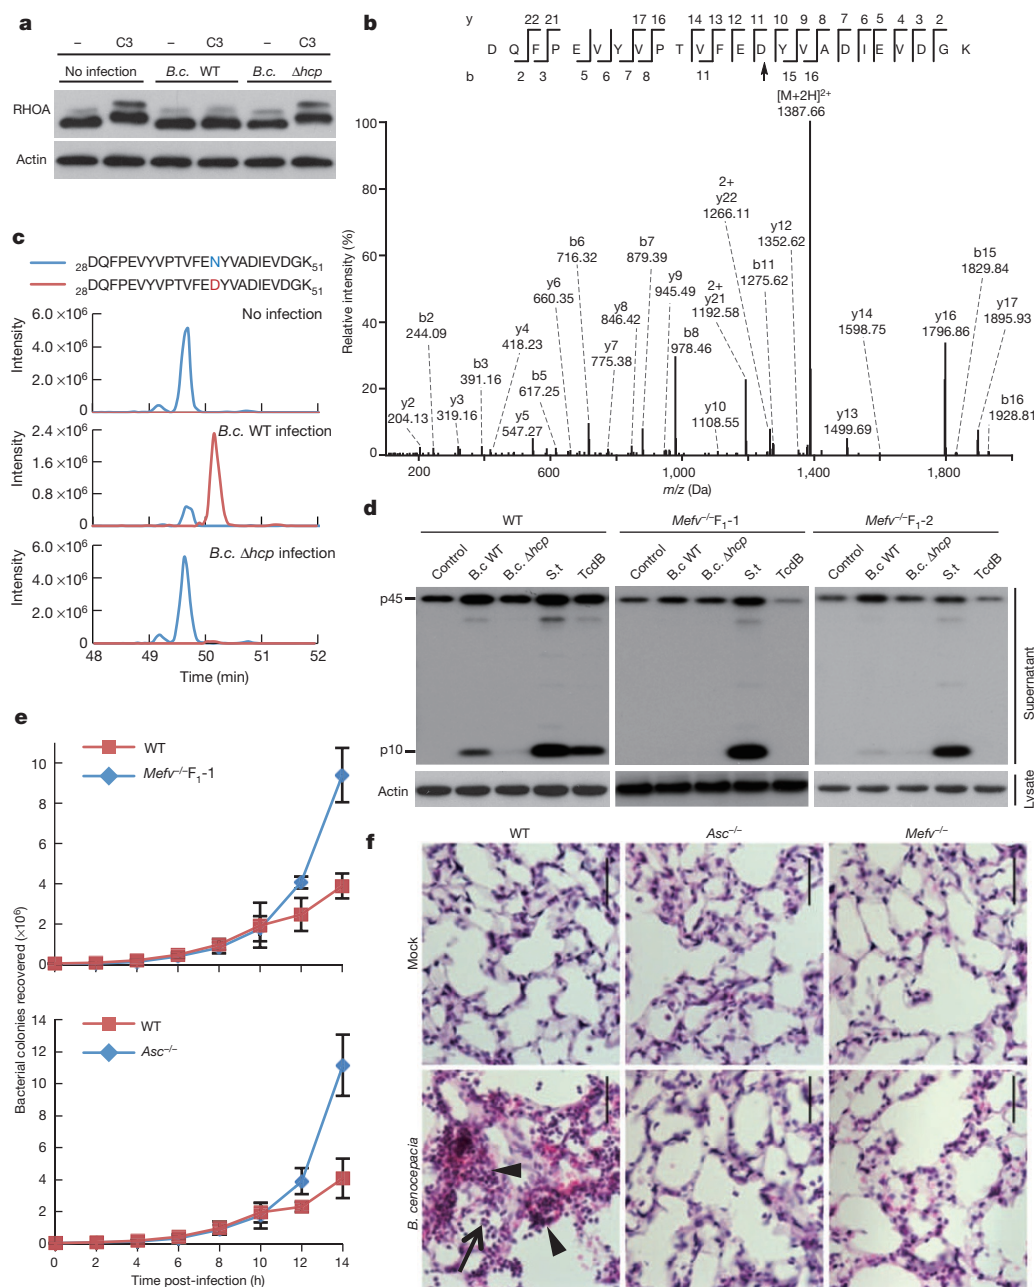 a
– C3 – C3 – C3
No infection B.c. WT B.c. Δhcp
RHOA
Actin
b
y 22 21 17 16 14 13 12 11 10 9 8 7 6 5 4 3 2
D Q F P E V Y V P T V F E D Y V A D I E V D G K
b 2 3 5 6 7 8 11 15 16
[M+2H]2+
1387.66
Relative intensity (%)
100
80
60
40
20
0
200 600 1,000 1,400 1,800
m/z (Da)
y2
204.13
b2
244.09
y3
319.16
b3
391.16
y4
418.23
y5
547.27
b5
617.25
y6
660.35
b6
716.32
y7
775.38
y8
846.42
b7
879.39
y9
945.49
b8
978.46
y10
1108.55
2+
y21
1192.58
2+
y22
1266.11
b11
1275.62
y12
1352.62
y13
1499.69
y14
1598.75
y16
1796.86
b15
1829.84
y17
1895.93
b16
1928.81
c
28DQFPEVYVPTVFENYVADIEVDGK51
28DQFPEVYVPTVFEDYVADIEVDGK51
No infection
Intensity
6.0 ×10⁶
4.0 ×10⁶
2.0 ×10⁶
0
B.c. WT infection
Intensity
2.4 ×10⁶
1.6 ×10⁶
0.8 ×10⁶
0
B.c. Δhcp infection
Intensity
6.0 ×10⁶
4.0 ×10⁶
2.0 ×10⁶
0
48 49 50 51 52
Time (min)
d
WT Mefv–/–F1-1 Mefv–/–F1-2
Control B.c WT B.c. Δhcp S.t TcdB
Control B.c WT B.c. Δhcp S.t TcdB
Control B.c WT B.c. Δhcp S.t TcdB
p45
p10
Actin
Supernatant
Lysate
e
WT
Mefv–/–F1-1
10
8
6
4
2
0
Bacterial colonies recovered (×10⁶)
WT
Asc–/–
14
12
10
8
6
4
2
0
0 2 4 6 8 10 12 14
Time post-infection (h)
f
WT Asc–/– Mefv–/–
Mock
B. cenocepacia